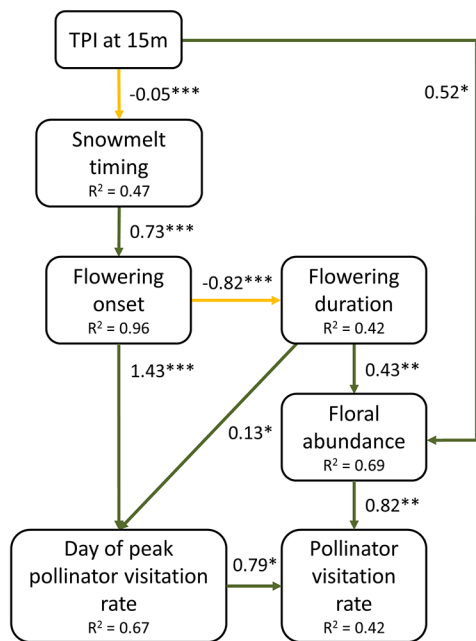 TPI at 15m
0.52*
-0.05***
Snowmelt
timing
R² = 0.47
0.73***
Flowering
onset
R² = 0.96
-0.82***
Flowering
duration
R² = 0.42
1.43***
0.43**
0.13*
Floral
abundance
R² = 0.69
0.82**
Day of peak
pollinator visitation
rate
R² = 0.67
0.79*
Pollinator
visitation
rate
R² = 0.42